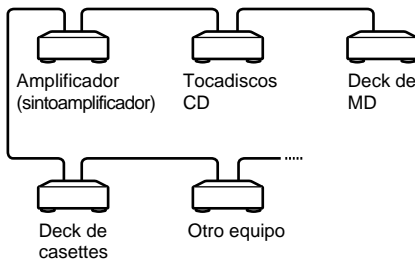 Amplificador
(sintoamplificador)
Tocadiscos
CD
Deck de
MD
Deck de
casettes
Otro equipo